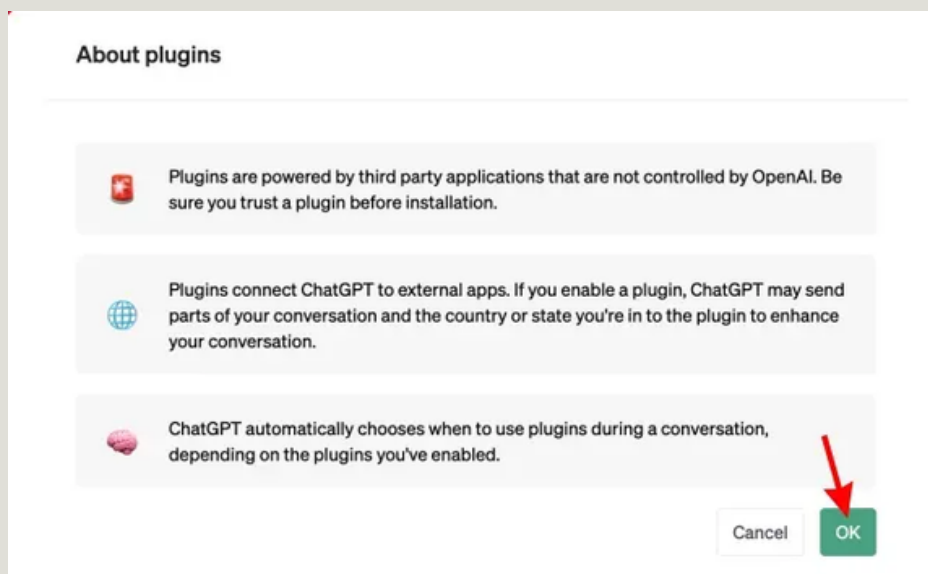 About plugins
Plugins are powered by third party applications that are not controlled by OpenAI. Be
sure you trust a plugin before installation.
Plugins connect ChatGPT to external apps. If you enable a plugin, ChatGPT may send
parts of your conversation and the country or state you're in to the plugin to enhance
your conversation.
ChatGPT automatically chooses when to use plugins during a conversation,
depending on the plugins you've enabled.
Cancel OK